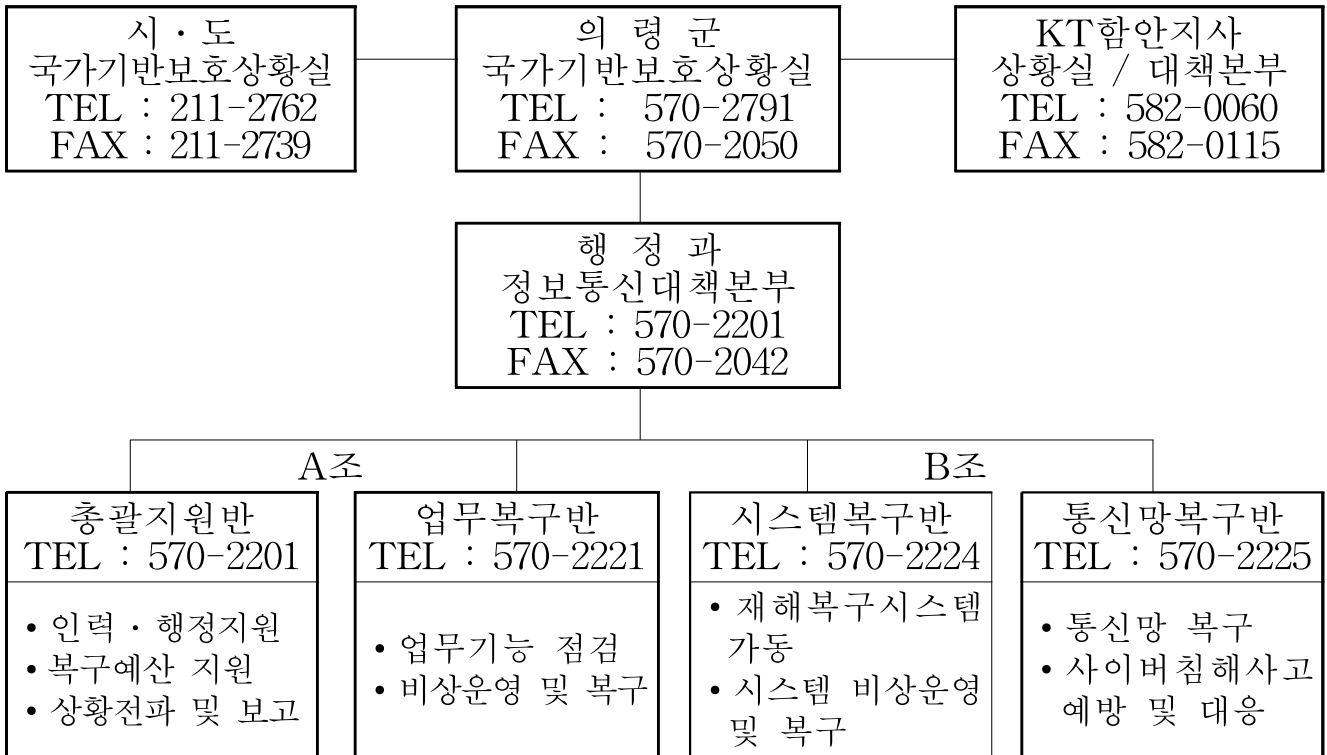 시 · 도
국가기반보호상황실
TEL : 211-2762
FAX : 211-2739
의 령 군
국가기반보호상황실
TEL : 570-2791
FAX : 570-2050
KT함안지사
상황실 / 대책본부
TEL : 582-0060
FAX : 582-0115
행 정 과
정보통신대책본부
TEL : 570-2201
FAX : 570-2042
A조
B조
총괄지원반
TEL : 570-2201
• 인력 · 행정지원
• 복구예산 지원
• 상황전파 및 보고
업무복구반
TEL : 570-2221
• 업무기능 점검
• 비상운영 및 복구
시스템복구반
TEL : 570-2224
• 재해복구시스템
가동
• 시스템 비상운영
및 복구
통신망복구반
TEL : 570-2225
• 통신망 복구
• 사이버침해사고
예방 및 대응